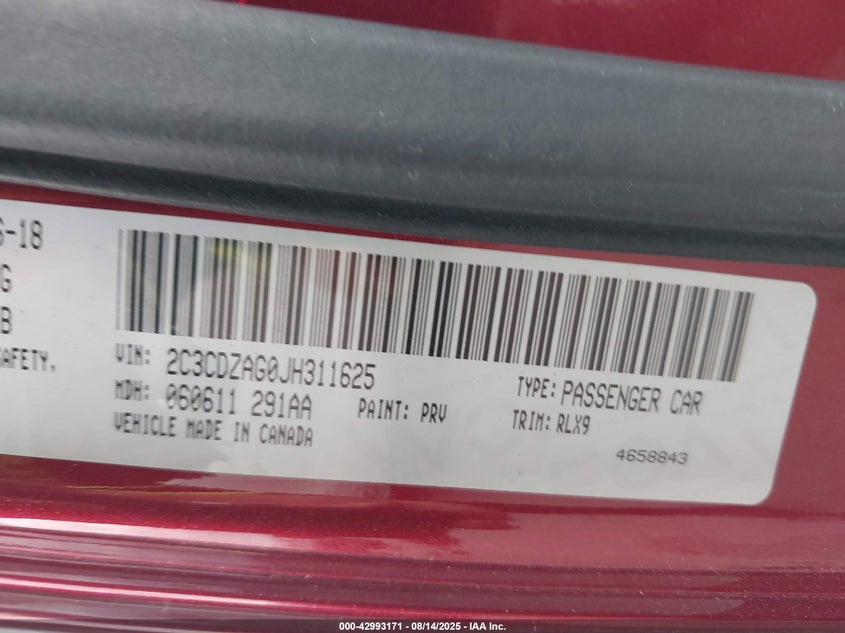 6-18
G
B
SAFETY,
VIN: 2C3CDZAG0JH311625
TYPE: PASSENGER CAR
MDH: 060611 291AA
PAINT: PRV
TRIM: RLX9
VEHICLE MADE IN CANADA
4658843
000-42993171 - 08/14/2025 - IAA Inc.